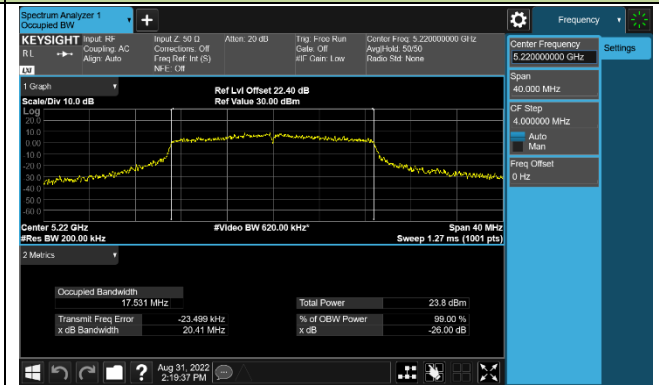 Spectrum Analyzer 1
Occupied BW
Frequency
KEYSIGHT
RL
LXI
Input: RF
Coupling: AC
Align: Auto
Input Z: 50 Ω
Corrections: Off
Freq Ref: Int (S)
NFE: Off
Atten: 20 dB
Trig: Free Run
Gate: Off
#IF Gain: Low
Center Freq: 5.220000000 GHz
Avg|Hold: 50/50
Radio Std: None
Center Frequency
5.220000000 GHz
Settings
Span
40.000 MHz
CF Step
4.000000 MHz
Auto
Man
Freq Offset
0 Hz
1 Graph
Scale/Div 10.0 dB
Ref Lvl Offset 22.40 dB
Ref Value 30.00 dBm
Log
20.0
10.0
0.00
-10.0
-20.0
-30.0
-40.0
-50.0
-60.0
Center 5.22 GHz
#Video BW 620.00 kHz*
Span 40 MHz
#Res BW 200.00 kHz
Sweep 1.27 ms (1001 pts)
2 Metrics
Occupied Bandwidth
17.531 MHz
Total Power 23.8 dBm
Transmit Freq Error -23.499 kHz
% of OBW Power 99.00 %
x dB Bandwidth 20.41 MHz
x dB -26.00 dB
Aug 31, 2022
2:19:37 PM